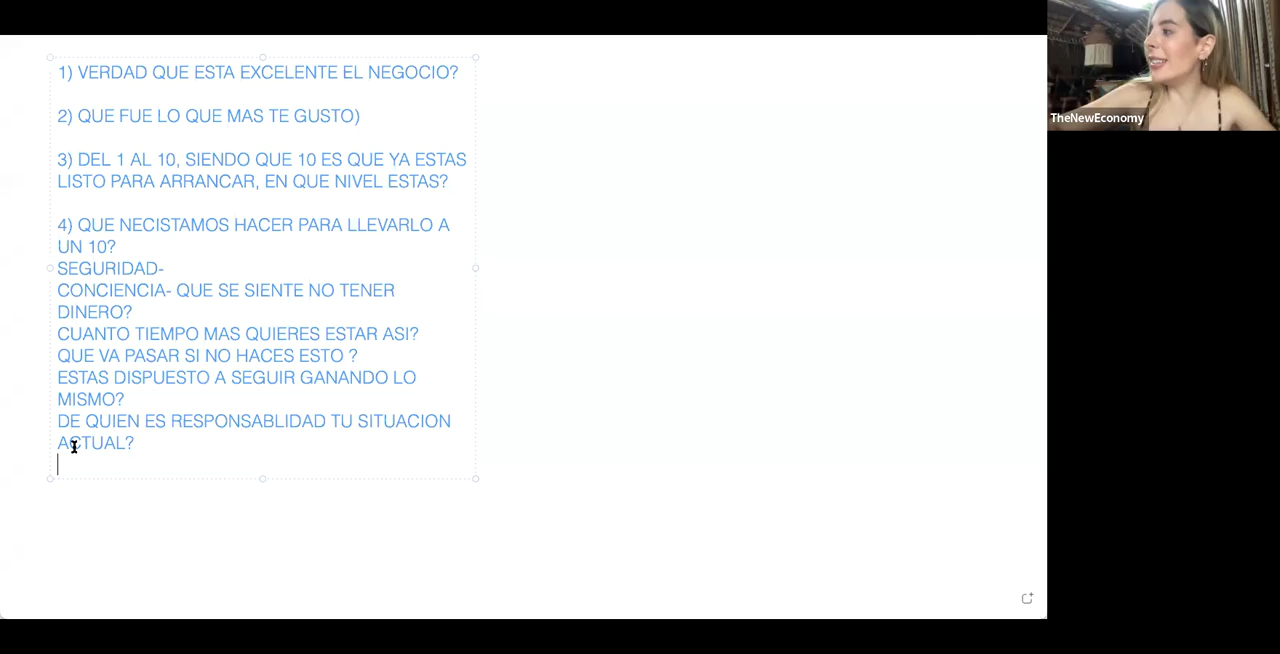 1) VERDAD QUE ESTA EXCELENTE EL NEGOCIO?
2) QUE FUE LO QUE MAS TE GUSTO)
3) DEL 1 AL 10, SIENDO QUE 10 ES QUE YA ESTAS
LISTO PARA ARRANCAR, EN QUE NIVEL ESTAS?
4) QUE NECISTAMOS HACER PARA LLEVARLO A
UN 10?
SEGURIDAD-
CONCIENCIA- QUE SE SIENTE NO TENER
DINERO?
CUANTO TIEMPO MAS QUIERES ESTAR ASI?
QUE VA PASAR SI NO HACES ESTO ?
ESTAS DISPUESTO A SEGUIR GANANDO LO
MISMO?
DE QUIEN ES RESPONSABLIDAD TU SITUACION
ACTUAL?
TheNewEconomy